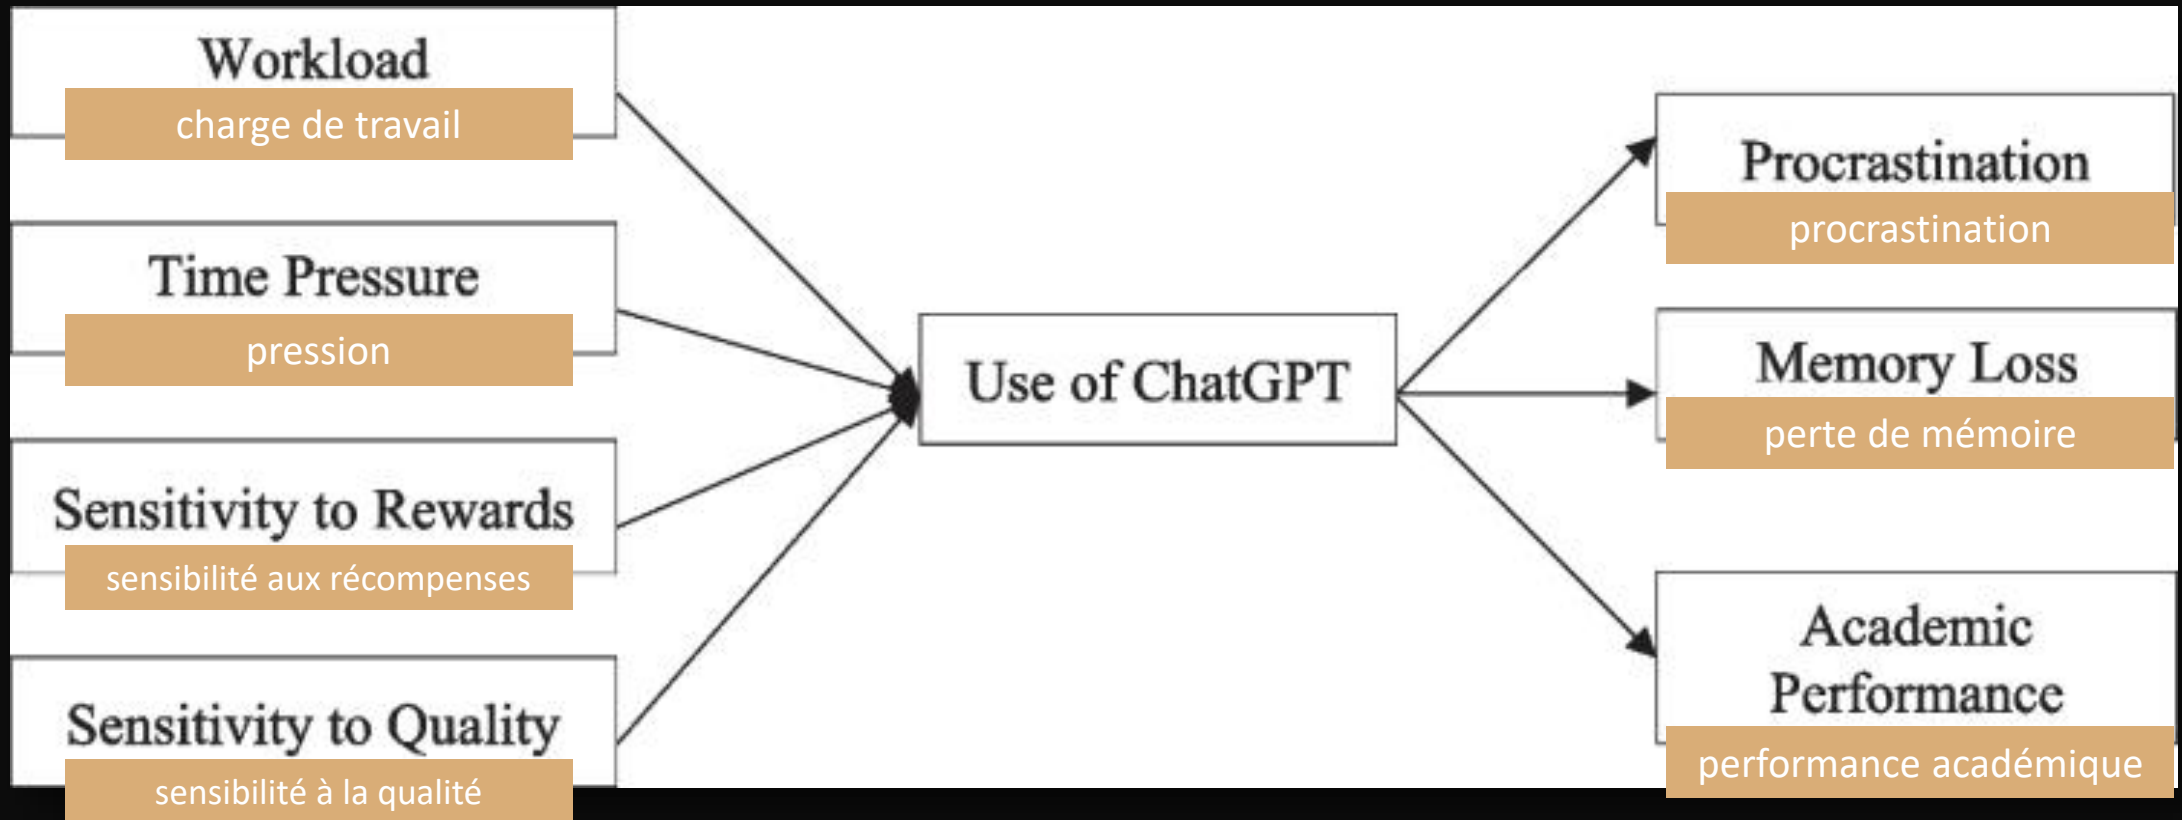 Workload
charge de travail
Time Pressure
pression
Sensitivity to Rewards
sensibilité aux récompenses
Sensitivity to Quality
sensibilité à la qualité
Use of ChatGPT
Procrastination
procrastination
Memory Loss
perte de mémoire
Academic
Performance
performance académique